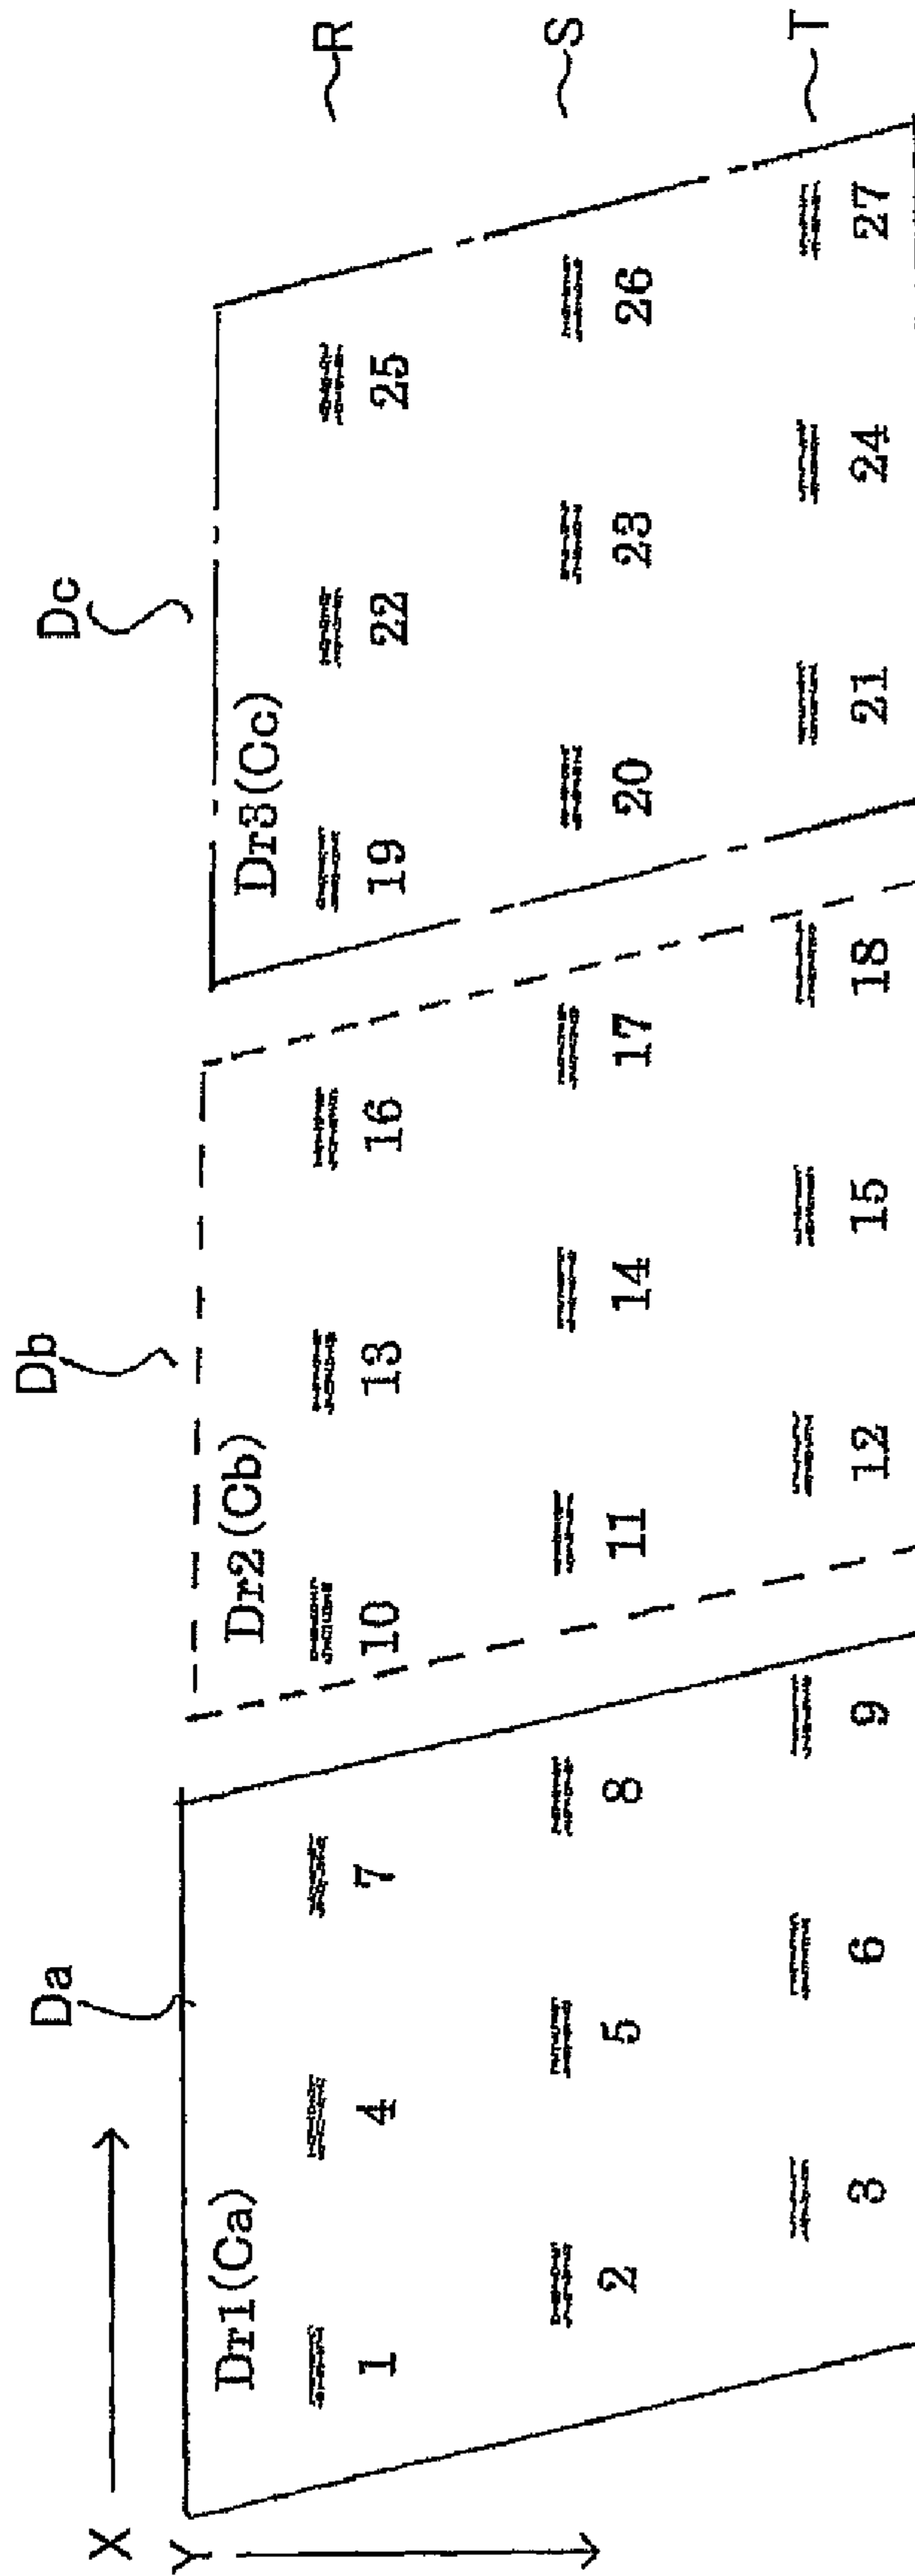 X
Y
Da
Db
Dc
Dr1(Ca)
Dr2(Cb)
Dr3(Cc)
1 4 7 10 13 16 19 22 25 R
2 5 8 11 14 17 20 23 26 S
3 6 9 12 15 18 21 24 27 T